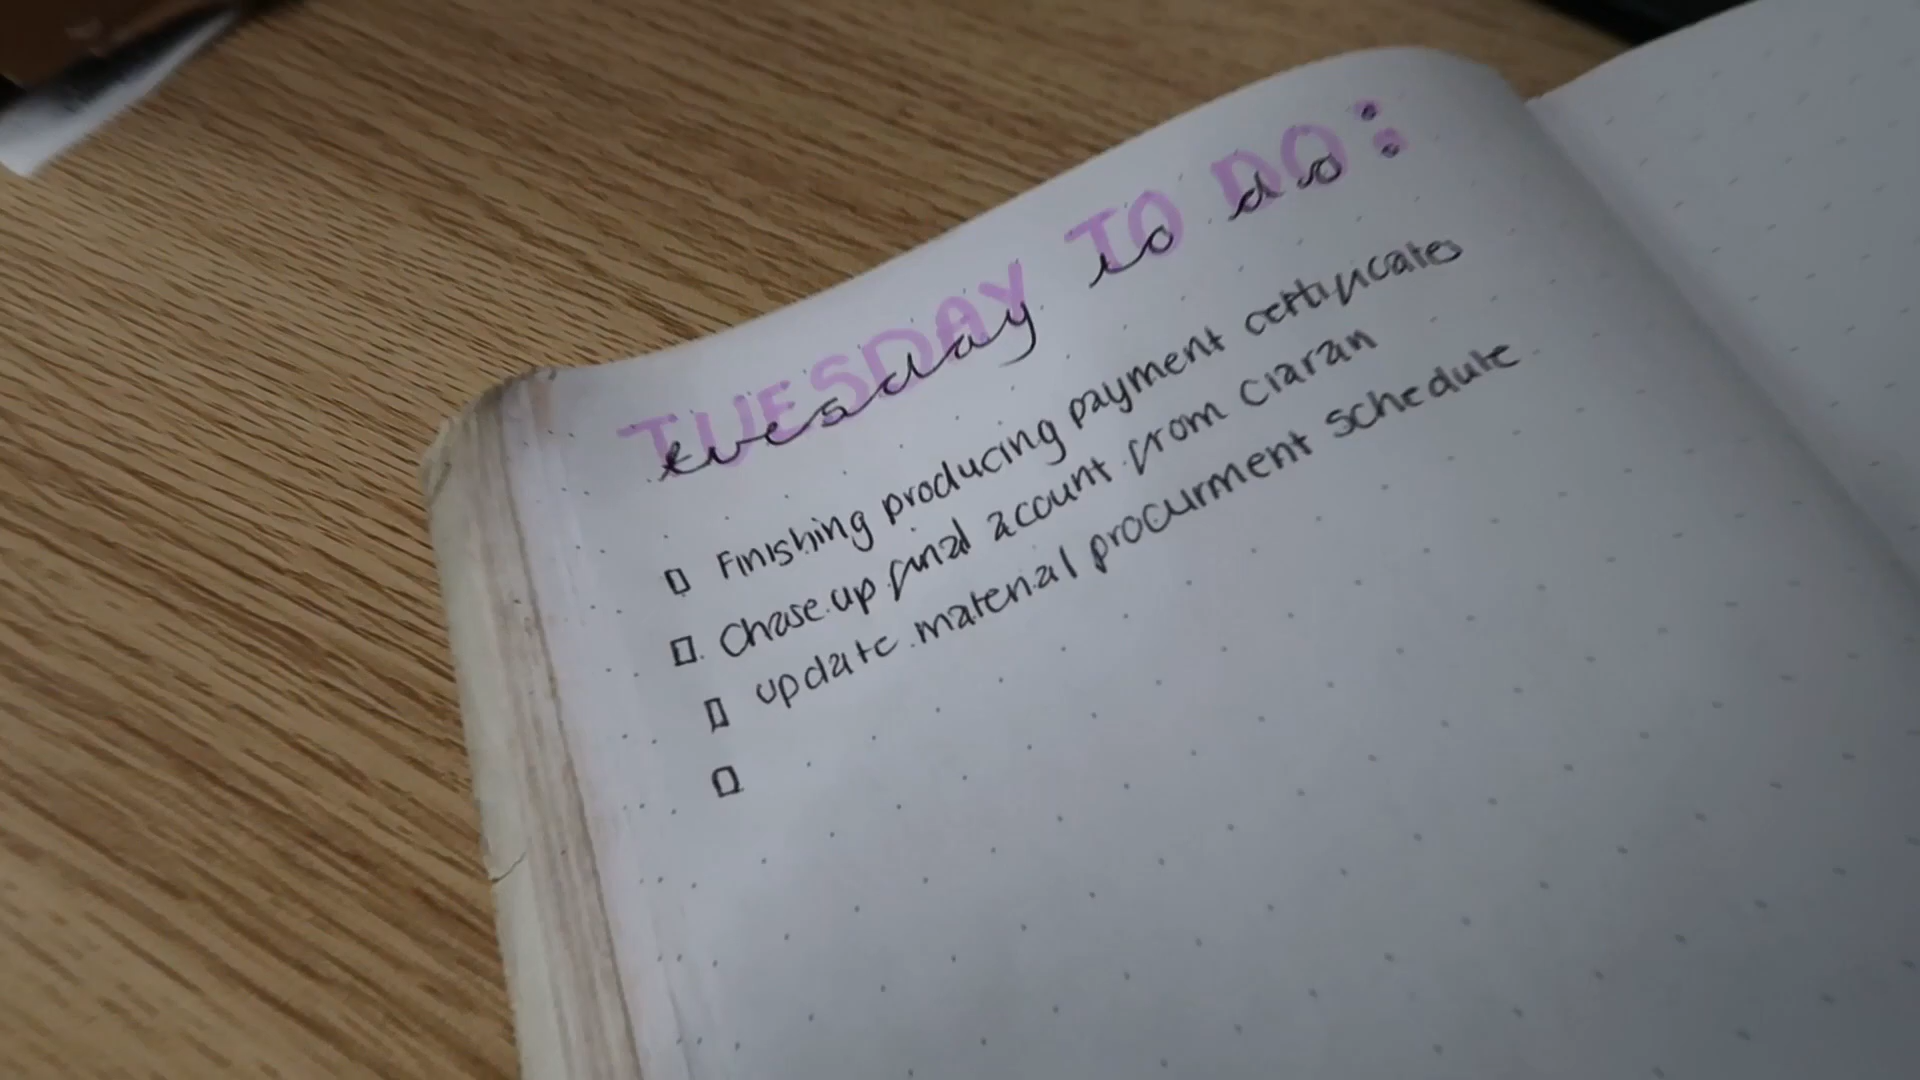 TUESDAY TO DO:
tuesday to do:
Finishing producing payment certificates
Chase up final acount from Ciaran
update material procurment schedule